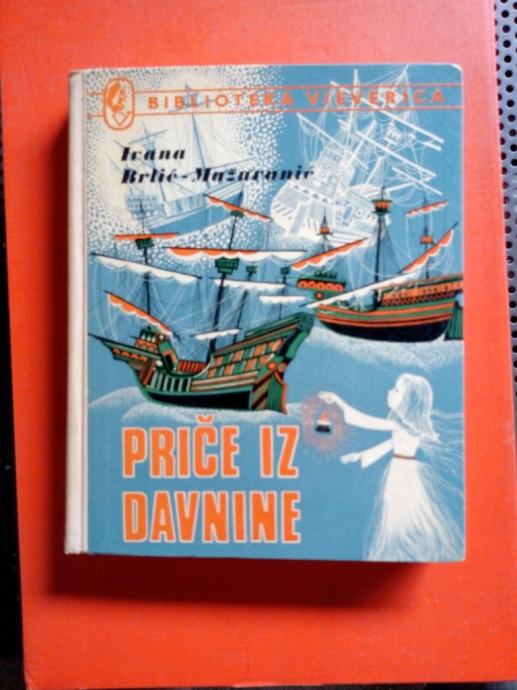 BIBLIOTEKA VJEVERICA
Ivana
Brlić-Mažuranić
PRIČE IZ
DAVNINE